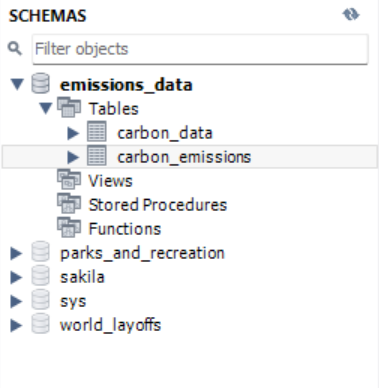 SCHEMAS
Filter objects
emissions_data
Tables
carbon_data
carbon_emissions
Views
Stored Procedures
Functions
parks_and_recreation
sakila
sys
world_layoffs